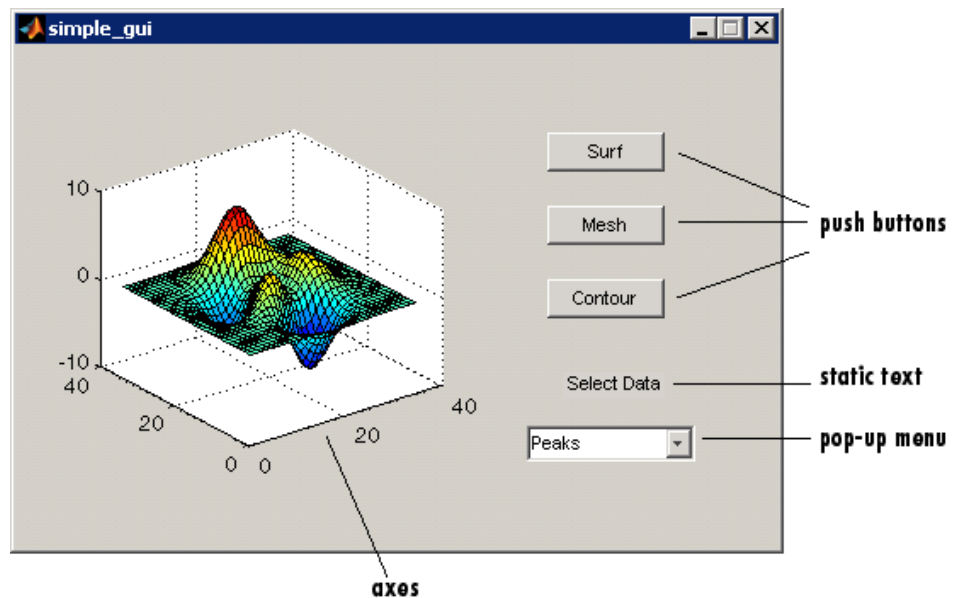 simple_gui
Surf
Mesh
push buttons
Contour
Select Data
static text
Peaks
pop-up menu
10
0
-10
40
20
0
0
20
40
axes